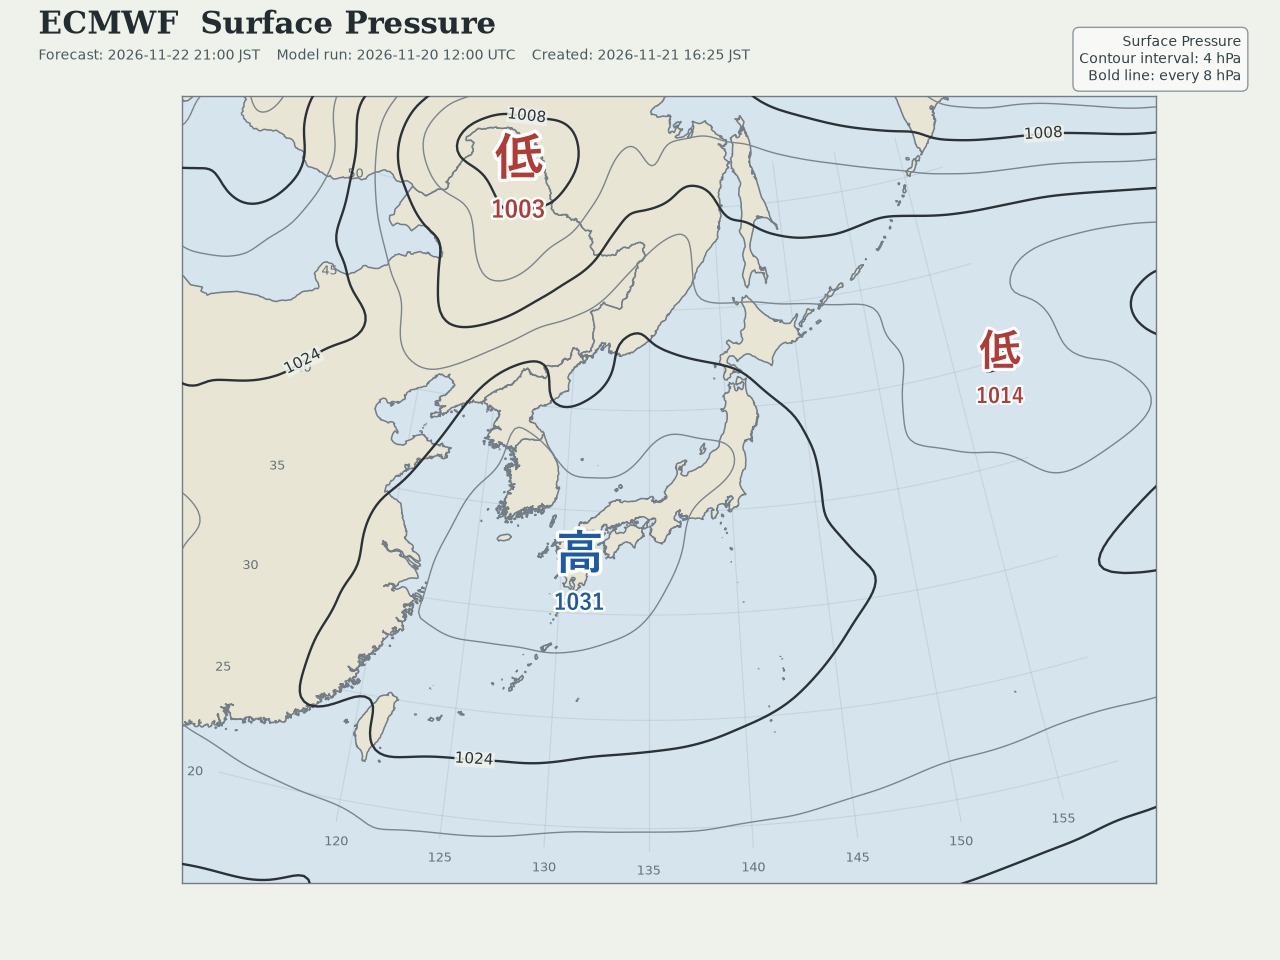 ECMWF  Surface Pressure
Forecast: 2026-11-22 21:00 JST    Model run: 2026-11-20 12:00 UTC    Created: 2026-11-21 16:25 JST
Surface Pressure
Contour interval: 4 hPa
Bold line: every 8 hPa
1008
1008
低
1003
50
45
1024
低
1014
35
高
1031
30
25
1024
20
120
125
130
135
140
145
150
155